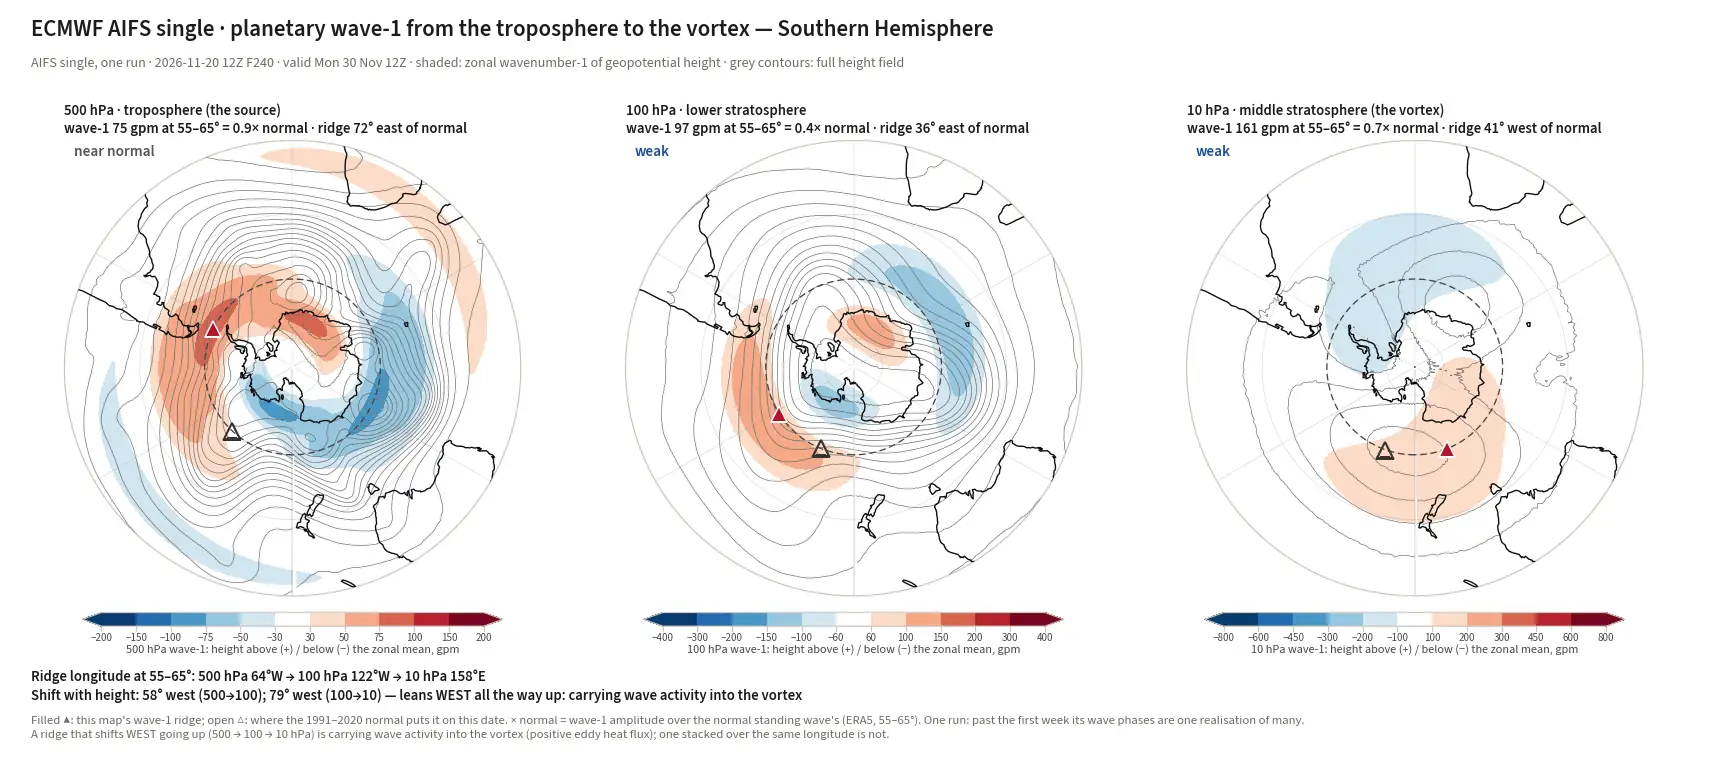 ECMWF AIFS single · planetary wave-1 from the troposphere to the vortex — Southern Hemisphere
AIFS single, one run · 2026-11-20 12Z F240 · valid Mon 30 Nov 12Z · shaded: zonal wavenumber-1 of geopotential height · grey contours: full height field
500 hPa · troposphere (the source)
wave-1 75 gpm at 55–65° = 0.9× normal · ridge 72° east of normal
near normal
100 hPa · lower stratosphere
wave-1 97 gpm at 55–65° = 0.4× normal · ridge 36° east of normal
weak
10 hPa · middle stratosphere (the vortex)
wave-1 161 gpm at 55–65° = 0.7× normal · ridge 41° west of normal
weak
−200 −150 −100 −75 −50 −30 30 50 75 100 150 200
500 hPa wave-1: height above (+) / below (−) the zonal mean, gpm
−400 −300 −200 −150 −100 −60 60 100 150 200 300 400
100 hPa wave-1: height above (+) / below (−) the zonal mean, gpm
−800 −600 −450 −300 −200 −100 100 200 300 450 600 800
10 hPa wave-1: height above (+) / below (−) the zonal mean, gpm
Ridge longitude at 55–65°: 500 hPa 64°W → 100 hPa 122°W → 10 hPa 158°E
Shift with height: 58° west (500→100); 79° west (100→10) — leans WEST all the way up: carrying wave activity into the vortex
Filled ▲: this map's wave-1 ridge; open △: where the 1991–2020 normal puts it on this date. × normal = wave-1 amplitude over the normal standing wave's (ERA5, 55–65°). One run: past the first week its wave phases are one realisation of many.
A ridge that shifts WEST going up (500 → 100 → 10 hPa) is carrying wave activity into the vortex (positive eddy heat flux); one stacked over the same longitude is not.